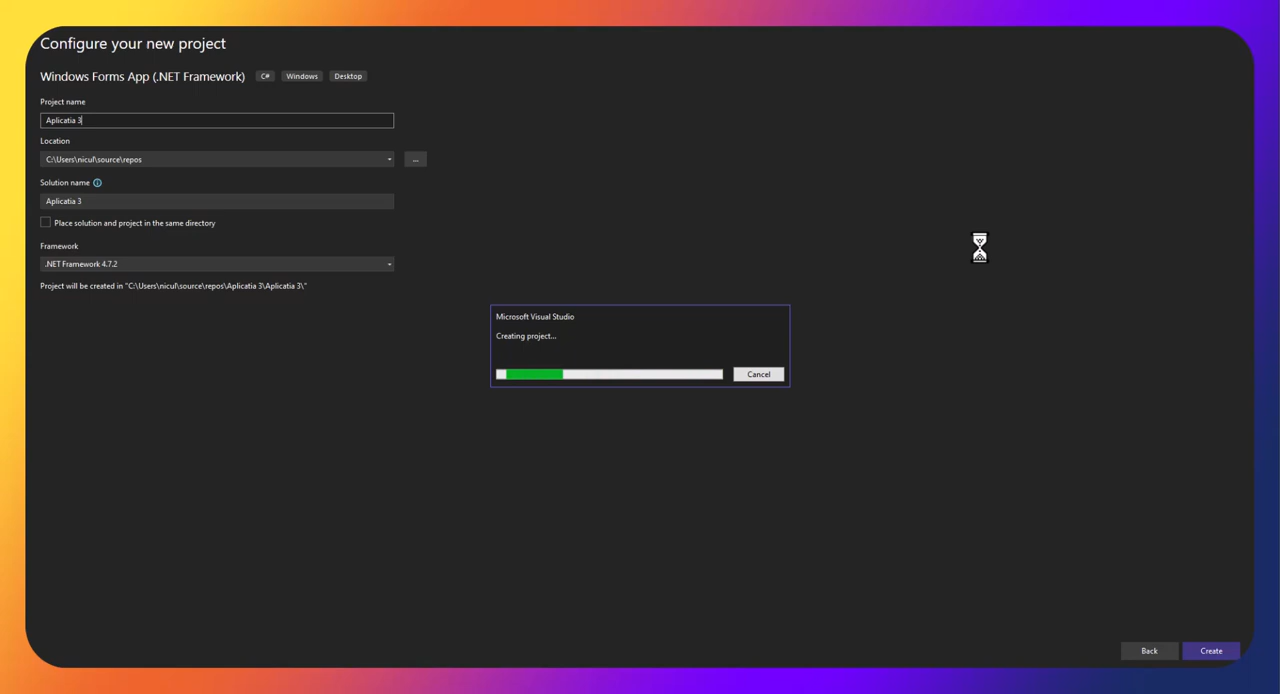 Configure your new project
Windows Forms App (.NET Framework) C# Windows Desktop
Project name
Aplicatia 3
Location
C:\Users\nicul\source\repos ...
Solution name
Aplicatia 3
Place solution and project in the same directory
Framework
.NET Framework 4.7.2
Project will be created in "C:\Users\nicul\source\repos\Aplicatia 3\Aplicatia 3\"
Microsoft Visual Studio
Creating project...
Cancel
Back Create